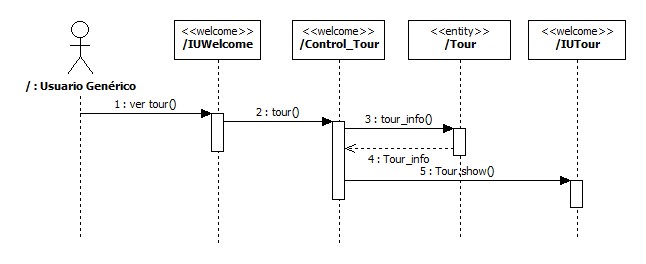 <<welcome>>
/IUWelcome
<<welcome>>
/Control_Tour
<<entity>>
/Tour
<<welcome>>
/IUTour
/ : Usuario Genérico
1 : ver tour()
2 : tour()
3 : tour_info()
4 : Tour_info
5 : Tour show()